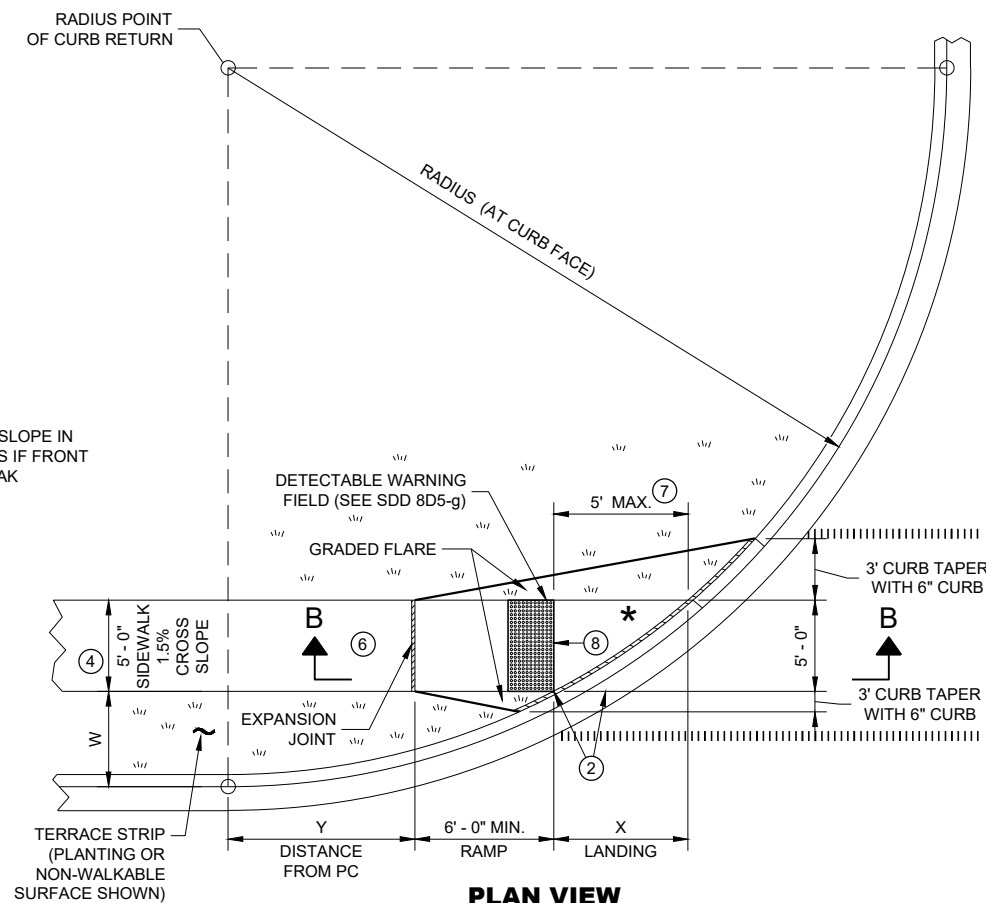 RADIUS POINT
OF CURB RETURN
RADIUS (AT CURB FACE)
SLOPE IN
S IF FRONT
AK
DETECTABLE WARNING
FIELD (SEE SDD 8D5-g)
5' MAX. 7
GRADED FLARE
3' CURB TAPER
WITH 6" CURB
B
6
*
8
B
4
5' - 0"
SIDEWALK
1.5%
CROSS
SLOPE
5' - 0"
EXPANSION
JOINT
W
3' CURB TAPER
WITH 6" CURB
2
TERRACE STRIP
(PLANTING OR
NON-WALKABLE
SURFACE SHOWN)
Y
DISTANCE
FROM PC
6' - 0" MIN.
RAMP
X
LANDING
PLAN VIEW